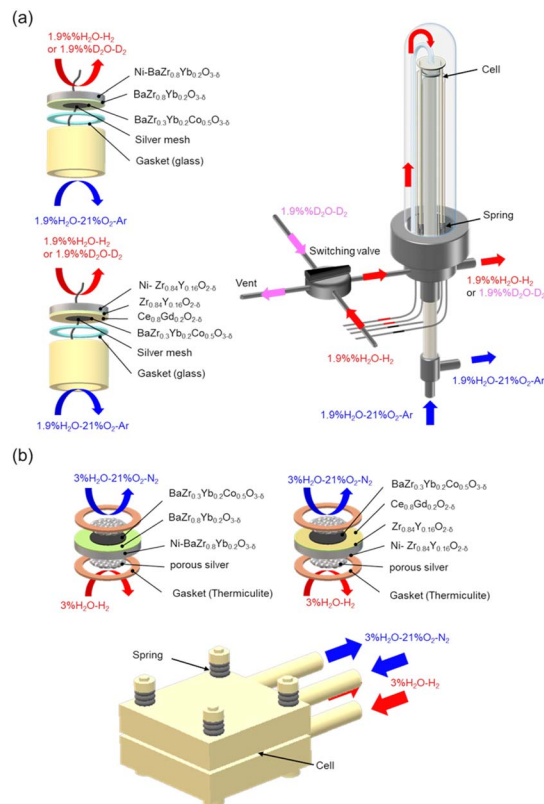 (a)
1.9%%H2O-H2
or 1.9%%D2O-D2
Ni-BaZr0.8Yb0.2O3-δ
BaZr0.8Yb0.2O3-δ
BaZr0.3Yb0.2Co0.5O3-δ
Silver mesh
Gasket (glass)
1.9%H2O-21%O2-Ar
1.9%%H2O-H2
or 1.9%%D2O-D2
Ni- Zr0.84Y0.16O2-δ
Zr0.84Y0.16O2-δ
Ce0.8Gd0.2O2-δ
BaZr0.3Yb0.2Co0.5O3-δ
Silver mesh
Gasket (glass)
1.9%H2O-21%O2-Ar
Cell
Spring
1.9%%D2O-D2
Switching valve
Vent
1.9%%H2O-H2
or 1.9%%D2O-D2
1.9%%H2O-H2
1.9%H2O-21%O2-Ar
1.9%H2O-21%O2-Ar
(b)
3%H2O-21%O2-N2
BaZr0.3Yb0.2Co0.5O3-δ
BaZr0.8Yb0.2O3-δ
Ni-BaZr0.8Yb0.2O3-δ
porous silver
Gasket (Thermiculite)
3%H2O-H2
3%H2O-21%O2-N2
BaZr0.3Yb0.2Co0.5O3-δ
Ce0.8Gd0.2O2-δ
Zr0.84Y0.16O2-δ
Ni- Zr0.84Y0.16O2-δ
porous silver
Gasket (Thermiculite)
3%H2O-H2
Spring
3%H2O-21%O2-N2
3%H2O-H2
Cell